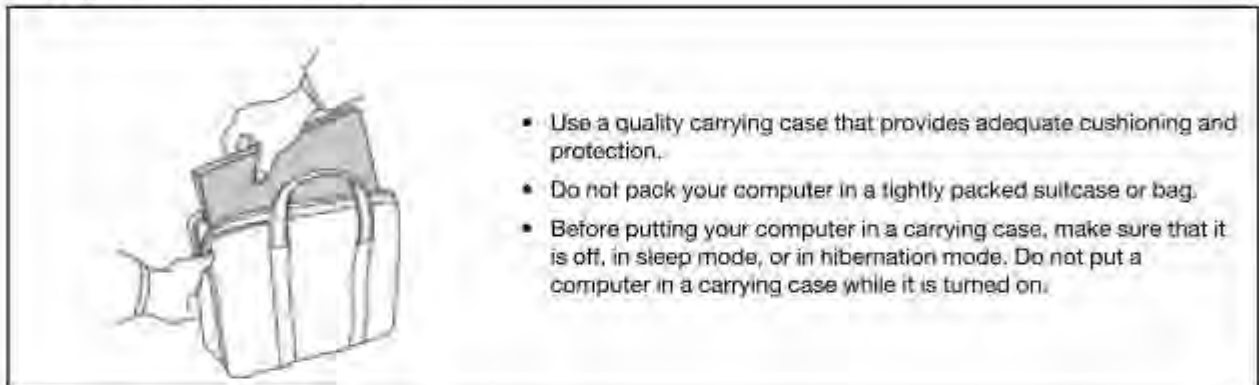 • Use a quality carrying case that provides adequate cushioning and
protection.
• Do not pack your computer in a tightly packed suitcase or bag.
• Before putting your computer in a carrying case, make sure that it
is off, in sleep mode, or in hibernation mode. Do not put a
computer in a carrying case while it is turned on.